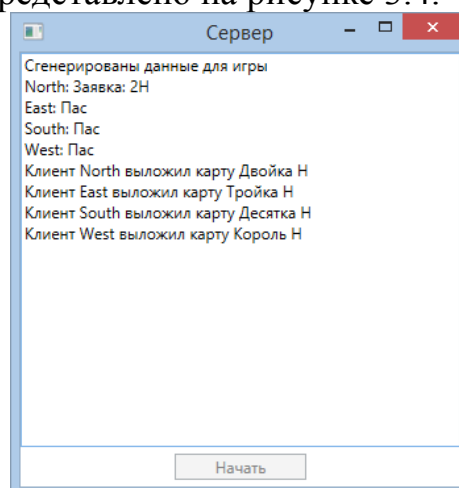 редставлено на рисунке 3.4.
Сервер
Сгенерированы данные для игры
North: Заявка: 2H
East: Пас
South: Пас
West: Пас
Клиент North выложил карту Двойка H
Клиент East выложил карту Тройка H
Клиент South выложил карту Десятка H
Клиент West выложил карту Король H
Начать